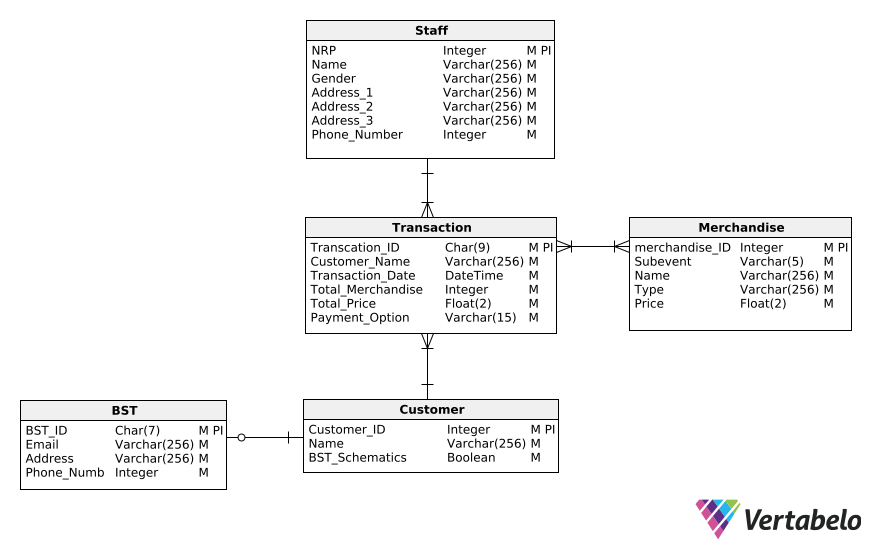 Staff
NRP Integer M PI
Name Varchar(256) M
Gender Varchar(256) M
Address_1 Varchar(256) M
Address_2 Varchar(256) M
Address_3 Varchar(256) M
Phone_Number Integer M
Transaction
Transcation_ID Char(9) M PI
Customer_Name Varchar(256) M
Transaction_Date DateTime M
Total_Merchandise Integer M
Total_Price Float(2) M
Payment_Option Varchar(15) M
Merchandise
merchandise_ID Integer M PI
Subevent Varchar(5) M
Name Varchar(256) M
Type Varchar(256) M
Price Float(2) M
BST
BST_ID Char(7) M PI
Email Varchar(256) M
Address Varchar(256) M
Phone_Numb Integer M
Customer
Customer_ID Integer M PI
Name Varchar(256) M
BST_Schematics Boolean M
Vertabelo